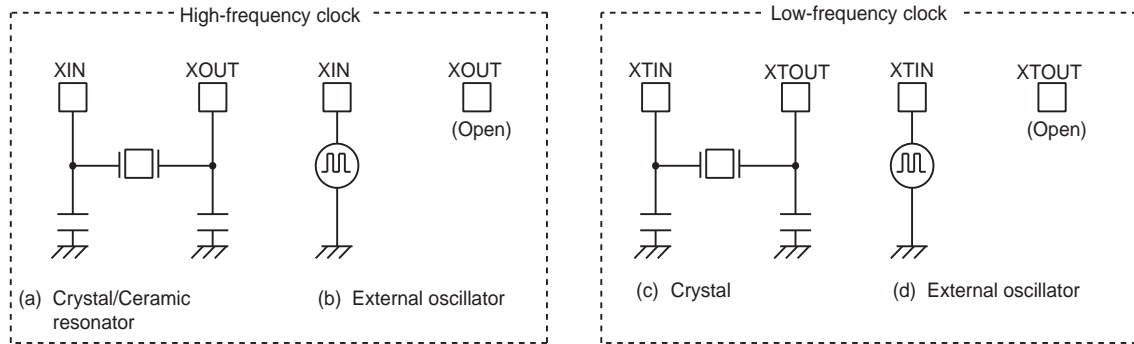 High-frequency clock
XIN XOUT XIN XOUT
(Open)
(a) Crystal/Ceramic
resonator
(b) External oscillator
Low-frequency clock
XTIN XTOUT XTIN XTOUT
(Open)
(c) Crystal
(d) External oscillator